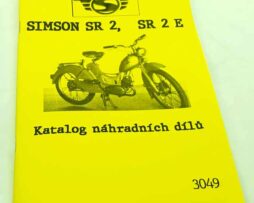 SIMSON SR 2, SR 2 E
Katalog náhradních dílů
3049